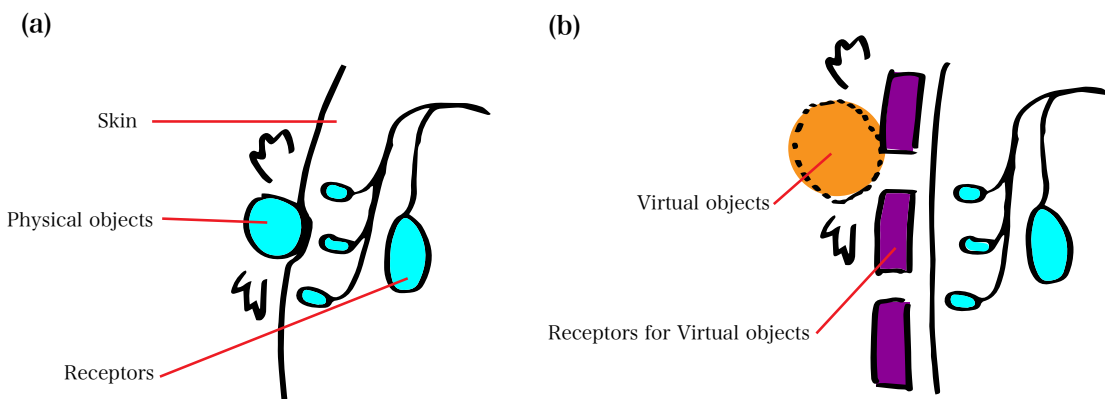 (a)
Skin
Physical objects
Receptors
(b)
Virtual objects
Receptors for Virtual objects